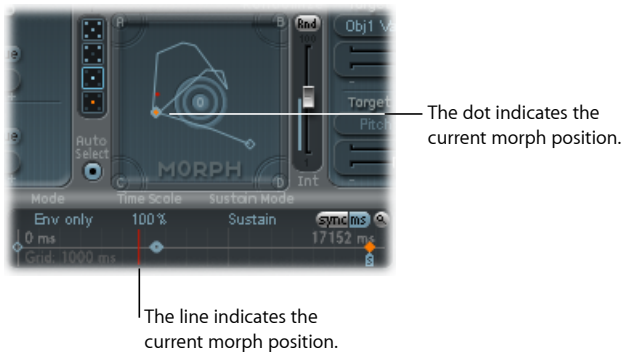 A
B
Rnd
100
Obj1 Va
Target
Pitch
0
Auto
Select
MORPH
C
D
Int
The dot indicates the
current morph position.
Mode
Time Scale
Sustain Mode
Env only
100%
Sustain
sync ms
0 ms
17152 ms
Grid: 1000 ms
S
The line indicates the
current morph position.